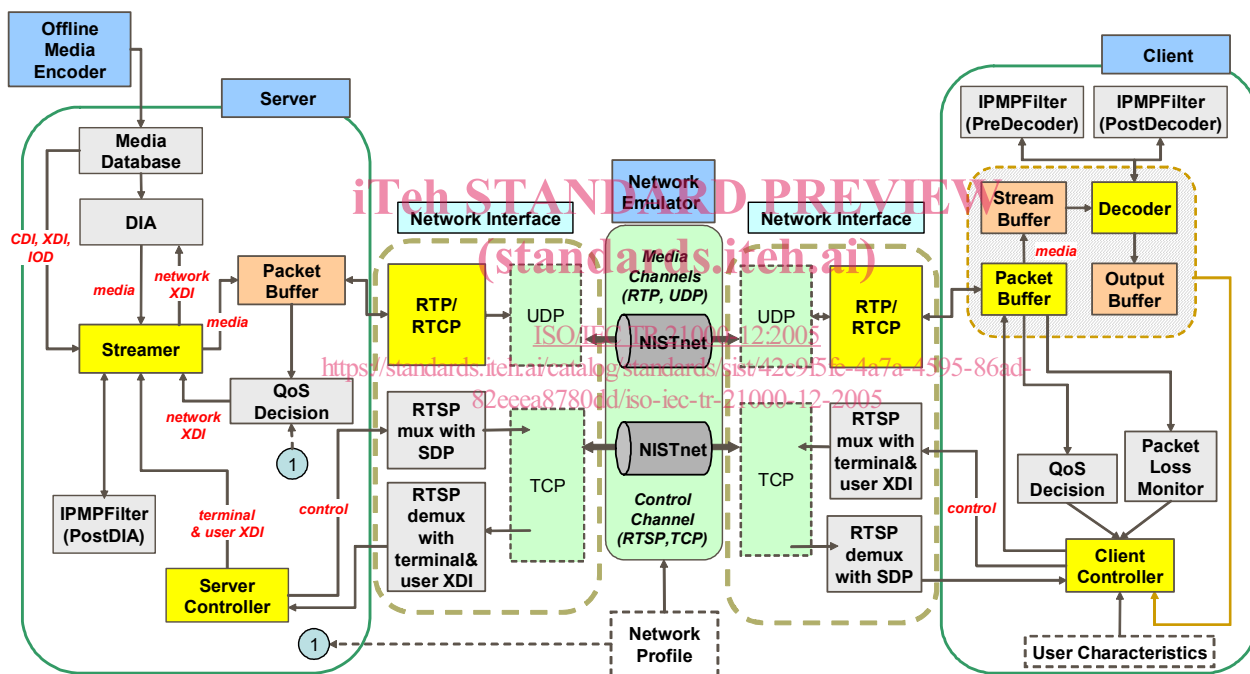 Offline
Media
Encoder
Server
Media
Database
DIA
CDI, XDI,
IOD
media
network
XDI
Streamer
media
Packet
Buffer
network
XDI
QoS
Decision
1
IPMPFilter
(PostDIA)
terminal
& user XDI
Server
Controller
control
1
Network Interface
RTP/
RTCP
UDP
RTSP
mux with
SDP
TCP
RTSP
demux
with
terminal&
user XDI
Network
Emulator
Media
Channels
(RTP, UDP)
NISTnet
NISTnet
Control
Channel
(RTSP,TCP)
Network
Profile
Network Interface
UDP
RTP/
RTCP
TCP
RTSP
mux with
terminal&
user XDI
RTSP
demux
with SDP
control
Client
IPMPFilter
(PreDecoder)
IPMPFilter
(PostDecoder)
Stream
Buffer
Decoder
media
Packet
Buffer
Output
Buffer
QoS
Decision
Packet
Loss
Monitor
Client
Controller
User Characteristics
iTeh STANDARD PREVIEW
(standards.iteh.ai)
ISO/IEC TR 21000-12:2005
https://standards.iteh.ai/catalog/standards/sist/42e9f5fe-4a7a-4595-86ad-
82eeea8780dd/iso-iec-tr-21000-12-2005